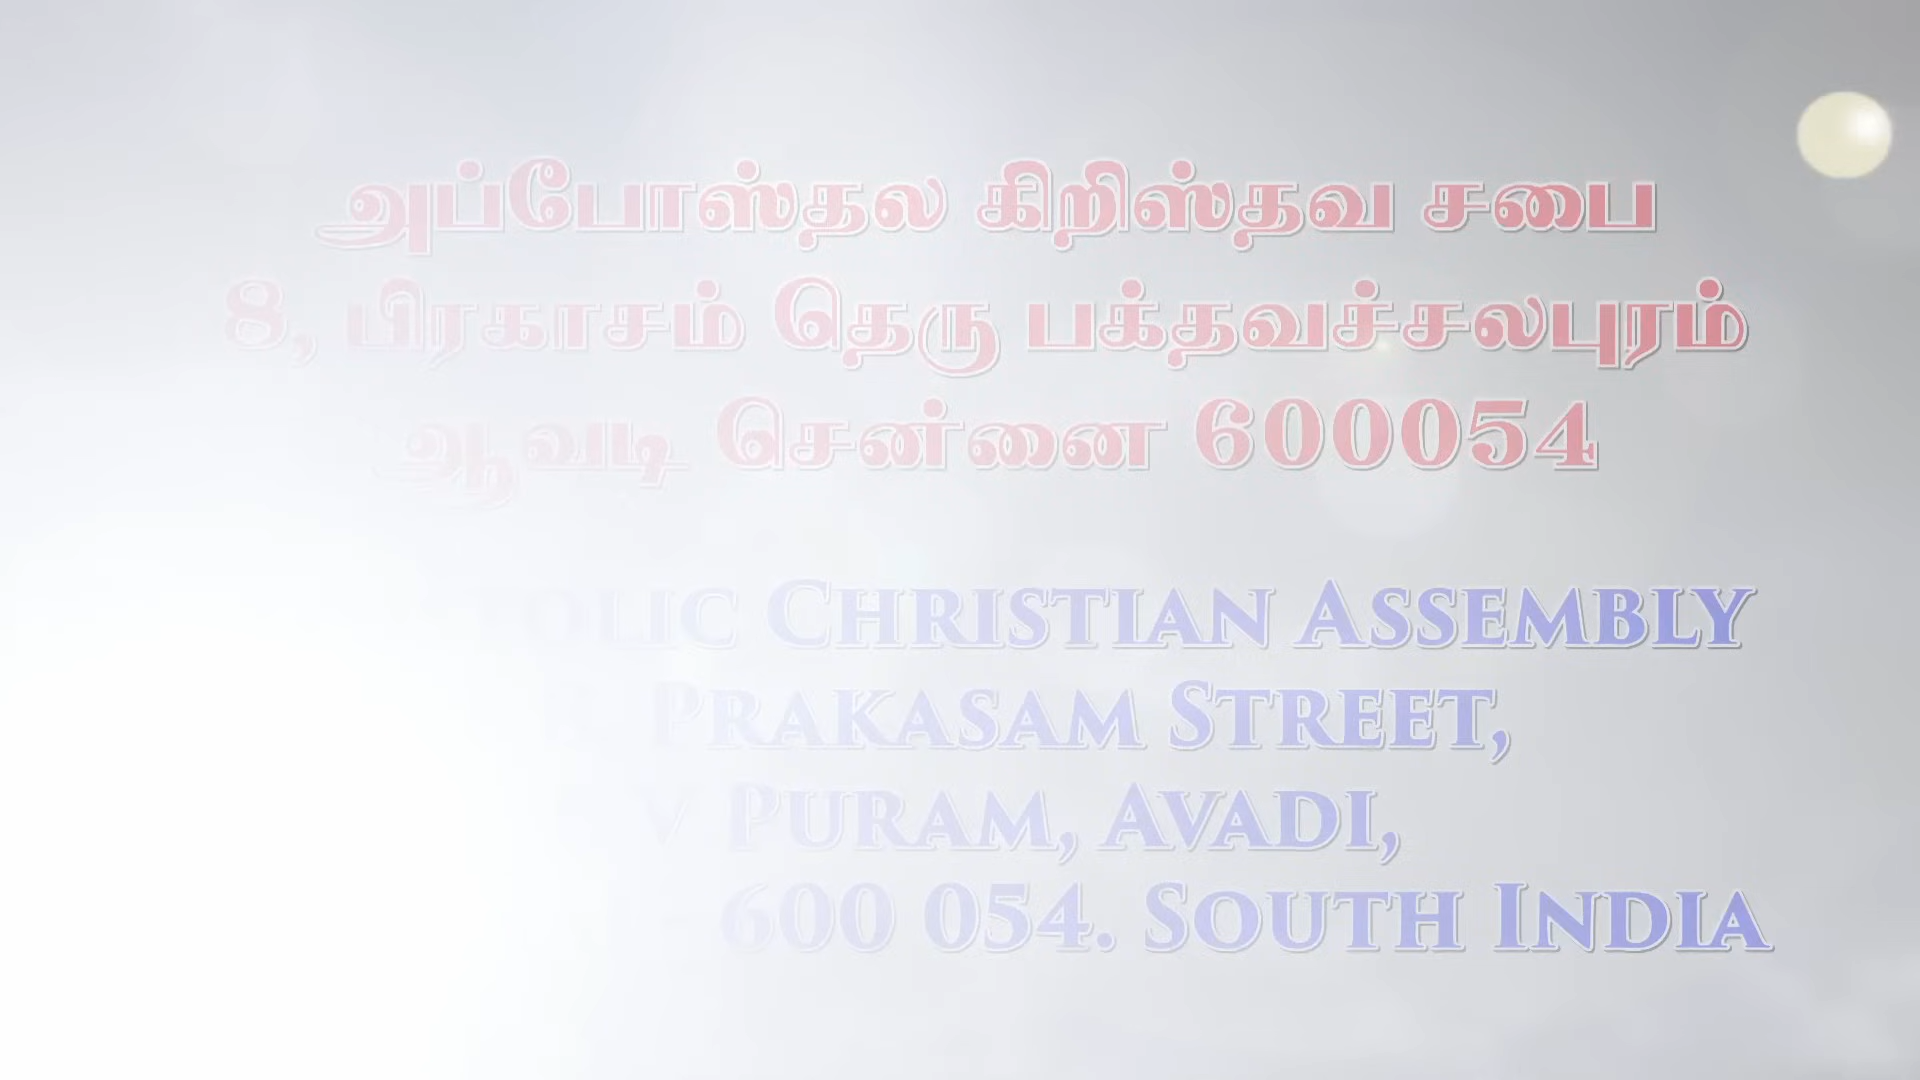 அப்போஸ்தல கிறிஸ்தவ சபை
8, பிரகாசம் தெரு பக்தவச்சலபுரம்
ஆவடி சென்னை 600054
Christian Assembly
Prakasam Street,
V Puram, Avadi,
600 054. South India